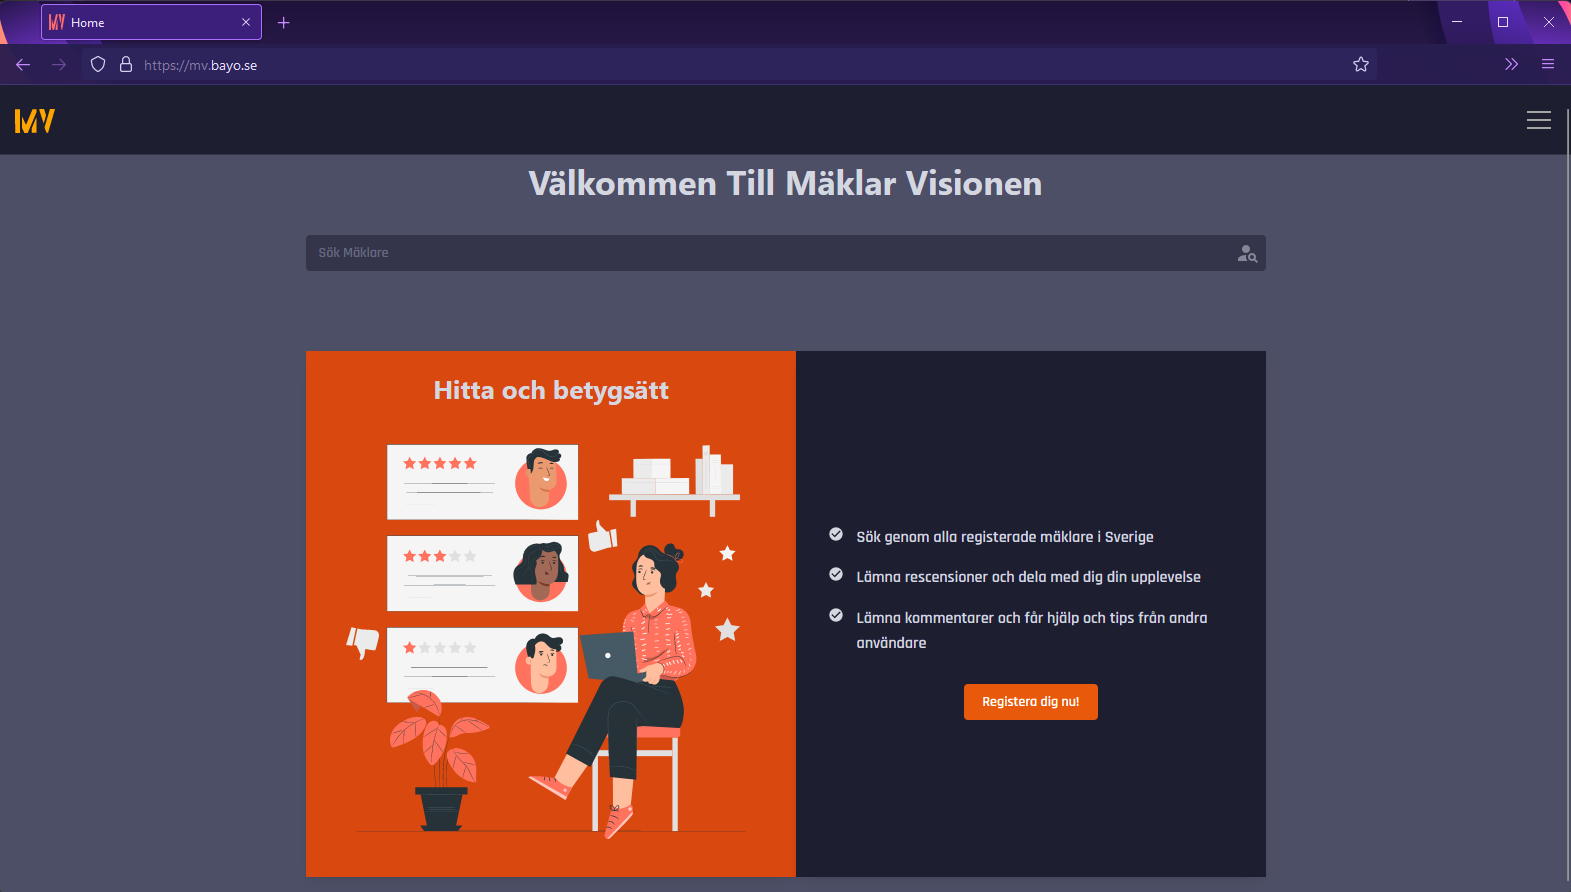 Home
https://mv.bayo.se
MV
Välkommen Till Mäklar Visionen
Sök Mäklare
Hitta och betygsätt
Sök genom alla registerade mäklare i Sverige
Lämna rescensioner och dela med dig din upplevelse
Lämna kommentarer och får hjälp och tips från andra
användare
Registera dig nu!